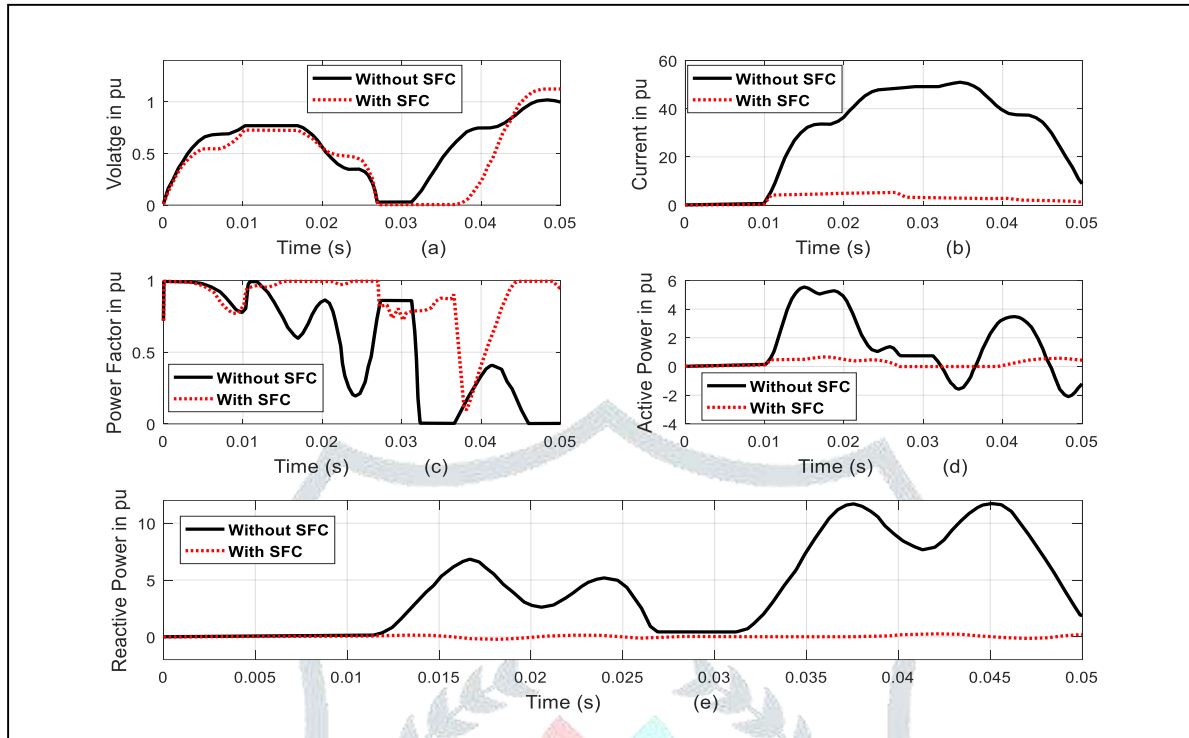 Without SFC
With SFC
Volatge in pu
1
0.5
0
0
0.01
0.02
0.03
0.04
0.05
Time (s)
(a)
Without SFC
With SFC
Current in pu
60
40
20
0
0
0.01
0.02
0.03
0.04
0.05
Time (s)
(b)
Power Factor in pu
1
0.5
0
Without SFC
With SFC
0
0.01
0.02
0.03
0.04
0.05
Time (s)
(c)
Active Power in pu
6
4
2
0
-2
-4
Without SFC
With SFC
0
0.01
0.02
0.03
0.04
0.05
Time (s)
(d)
Reactive Power in pu
10
5
0
Without SFC
With SFC
0
0.005
0.01
0.015
0.02
0.025
0.03
0.035
0.04
0.045
0.05
Time (s)
(e)